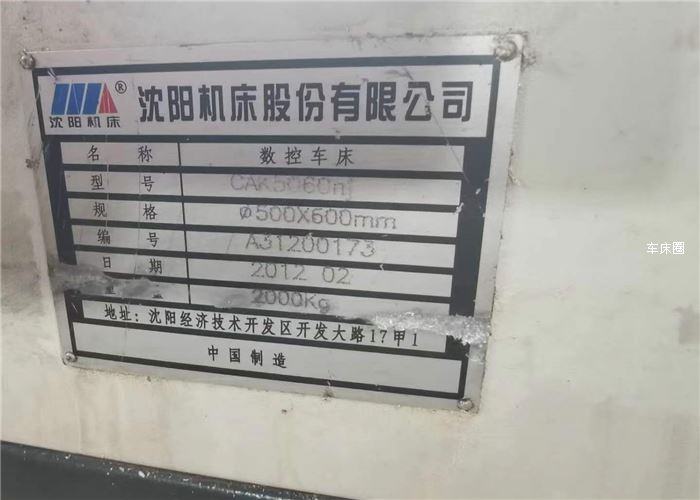 沈阳机床® 沈阳机床股份有限公司
名称 数控车床
型号 CAK5060nj
规格 ø500X600mm
编号 A31200173
日期 2012 02
2000Kg
地址：沈阳经济技术开发区开发大路17甲1
中国制造
车床圈